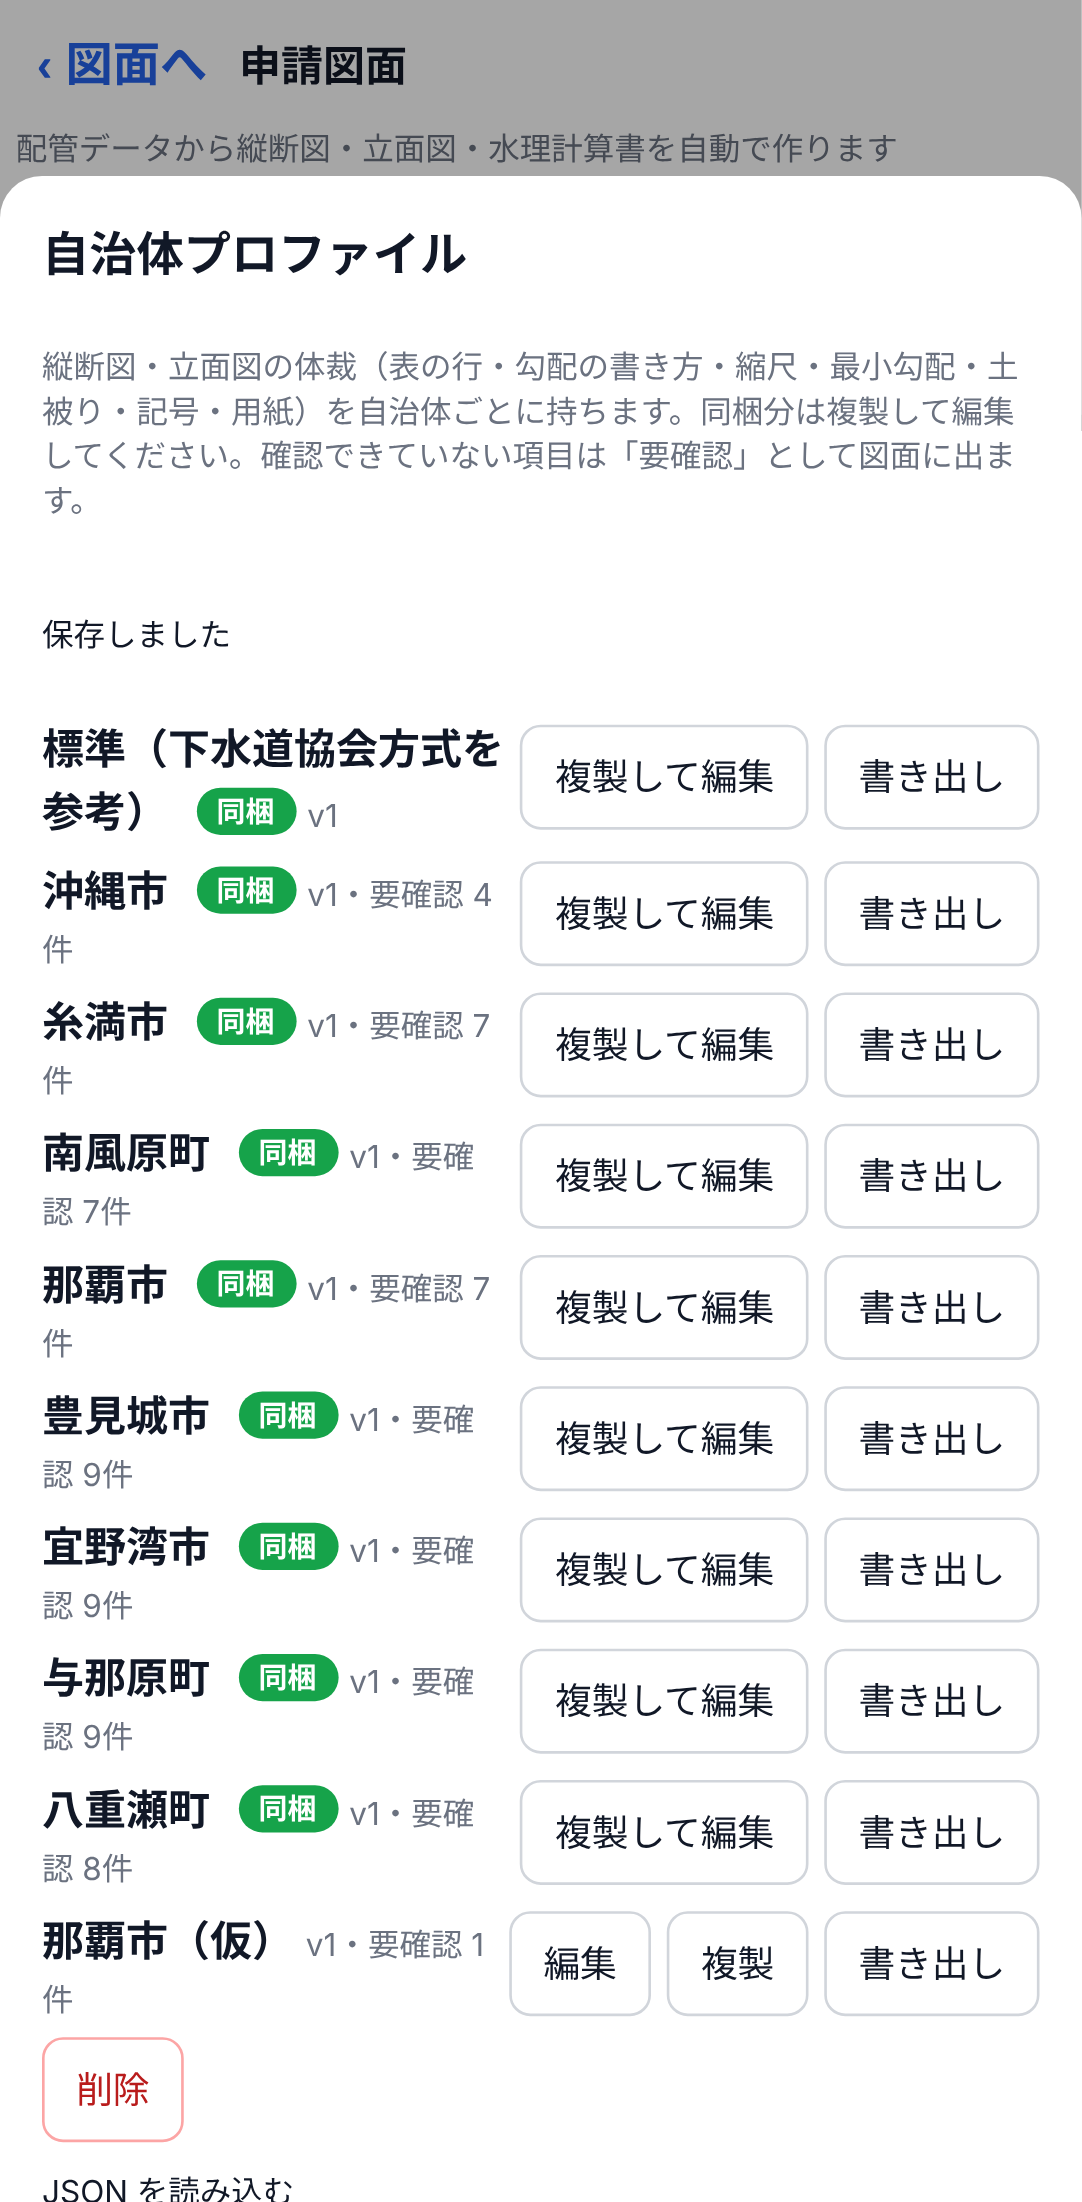 ‹ 図面へ 申請図面
配管データから縦断図・立面図・水理計算書を自動で作ります
自治体プロファイル
縦断図・立面図の体裁（表の行・勾配の書き方・縮尺・最小勾配・土
被り・記号・用紙）を自治体ごとに持ちます。同梱分は複製して編集
してください。確認できていない項目は「要確認」として図面に出ま
す。
保存しました
標準（下水道協会方式を
参考） 同梱 v1
複製して編集 書き出し
沖縄市 同梱 v1・要確認 4
件
複製して編集 書き出し
糸満市 同梱 v1・要確認 7
件
複製して編集 書き出し
南風原町 同梱 v1・要確
認 7件
複製して編集 書き出し
那覇市 同梱 v1・要確認 7
件
複製して編集 書き出し
豊見城市 同梱 v1・要確
認 9件
複製して編集 書き出し
宜野湾市 同梱 v1・要確
認 9件
複製して編集 書き出し
与那原町 同梱 v1・要確
認 9件
複製して編集 書き出し
八重瀬町 同梱 v1・要確
認 8件
複製して編集 書き出し
那覇市（仮） v1・要確認 1
件
編集 複製 書き出し
削除
JSON を読み込む